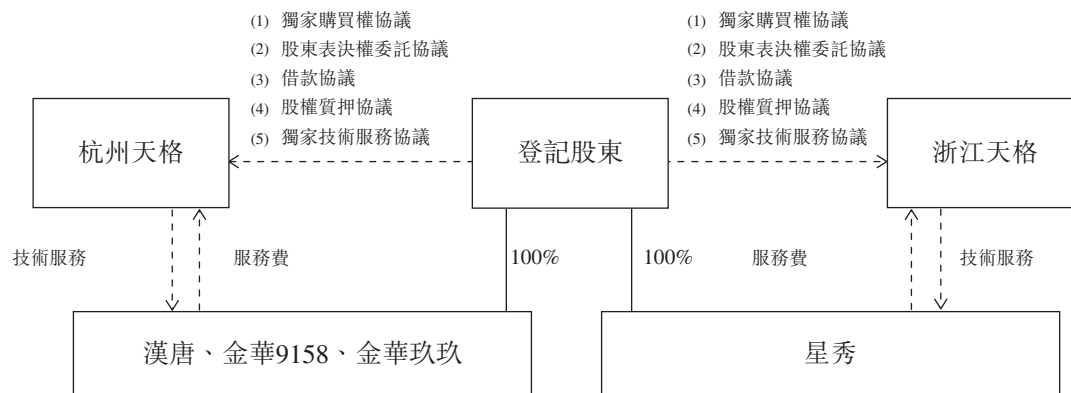 (1) 獨家購買權協議
(2) 股東表決權委託協議
(3) 借款協議
(4) 股權質押協議
(5) 獨家技術服務協議
(1) 獨家購買權協議
(2) 股東表決權委託協議
(3) 借款協議
(4) 股權質押協議
(5) 獨家技術服務協議
杭州天格
登記股東
浙江天格
技術服務
服務費
100%
100%
服務費
技術服務
漢唐、金華9158、金華玖玖
星秀